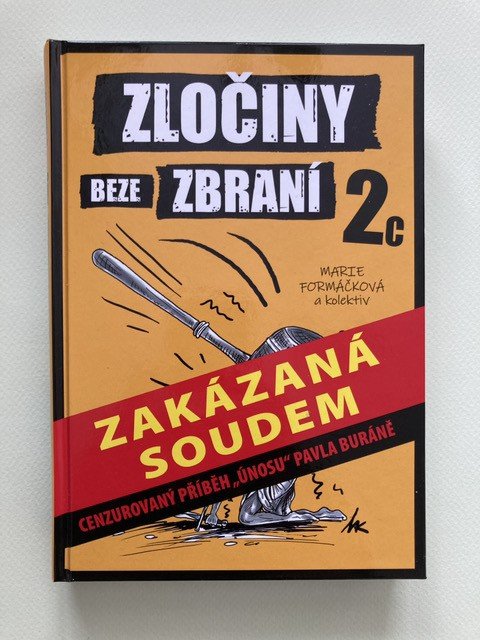 ZLOČINY
BEZE ZBRANÍ 2C
MARIE
FORMÁČKOVÁ
a kolektiv
ZAKÁZANÁ
SOUDEM
CENZUROVANÝ PŘÍBĚH „ÚNOSU“ PAVLA BURÁNĚ